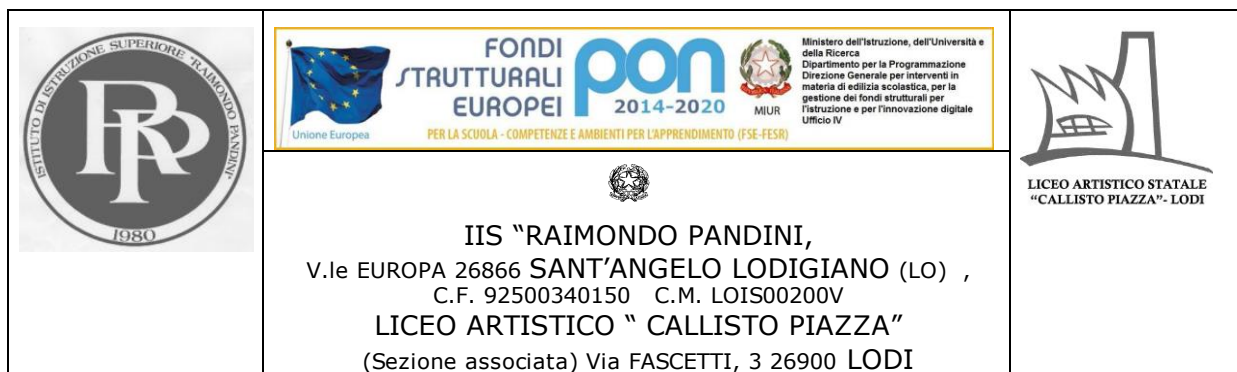 ISTITUTO DI ISTRUZIONE SUPERIORE "RAIMONDO PANDINI"
RP
1980
FONDI
STRUTTURALI
EUROPEI
pon
2014-2020
Unione Europea
MIUR
Ministero dell'Istruzione, dell'Università e
della Ricerca
Dipartimento per la Programmazione
Direzione Generale per interventi in
materia di edilizia scolastica, per la
gestione dei fondi strutturali per
l'istruzione e per l'innovazione digitale
Ufficio IV
PER LA SCUOLA - COMPETENZE E AMBIENTI PER L'APPRENDIMENTO (FSE-FESR)
IIS “RAIMONDO PANDINI,
V.le EUROPA 26866 SANT’ANGELO LODIGIANO (LO) ,
C.F. 92500340150 C.M. LOIS00200V
LICEO ARTISTICO “ CALLISTO PIAZZA”
(Sezione associata) Via FASCETTI, 3 26900 LODI
LICEO ARTISTICO STATALE
“CALLISTO PIAZZA”- LODI